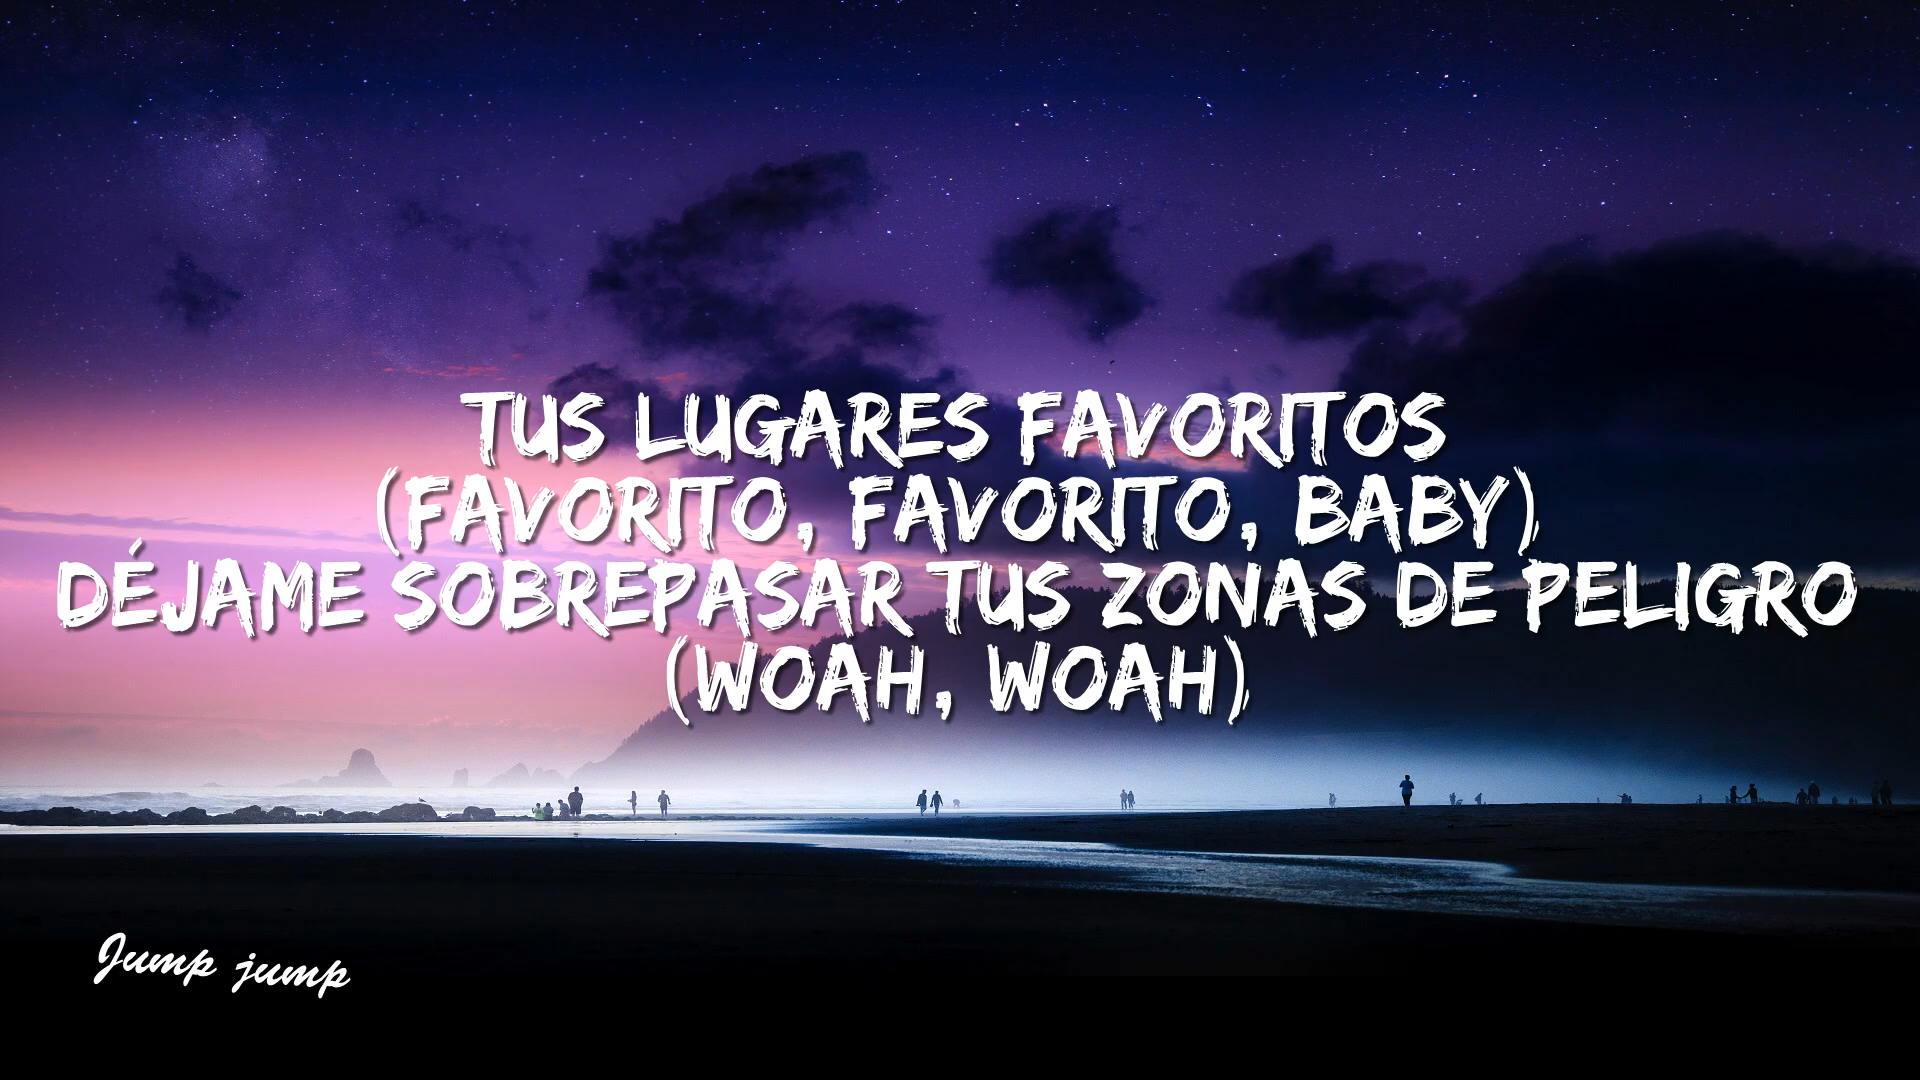 TUS LUGARES FAVORITOS
(FAVORITO, FAVORITO, BABY)
DÉJAME SOBREPASAR TUS ZONAS DE PELIGRO
(WOAH, WOAH)
Jump jump